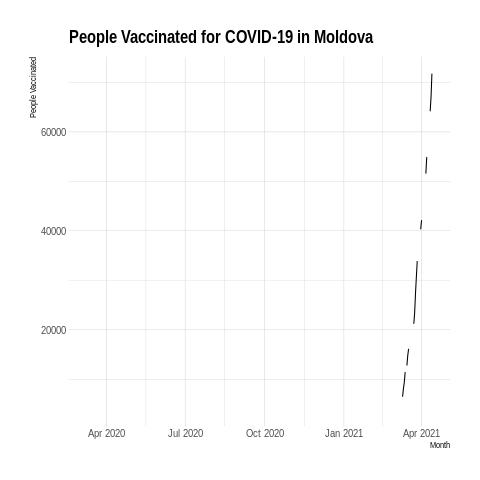 People Vaccinated for COVID-19 in Moldova
People Vaccinated
60000
40000
20000
Apr 2020 Jul 2020 Oct 2020 Jan 2021 Apr 2021
Month